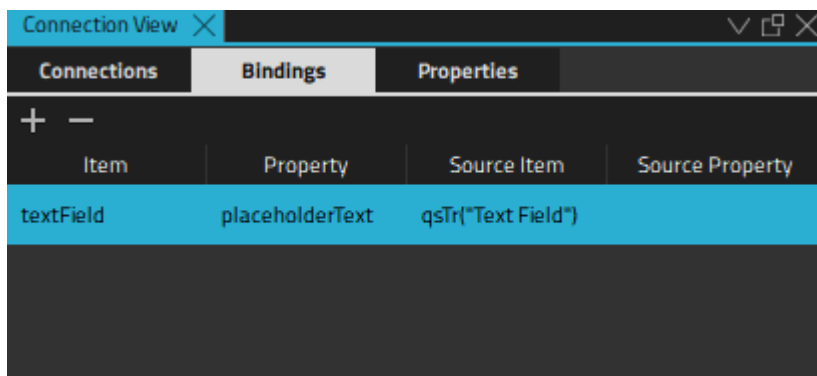 Connection View
Connections Bindings Properties
Item Property Source Item Source Property
textField placeholderText qsTr("Text Field")